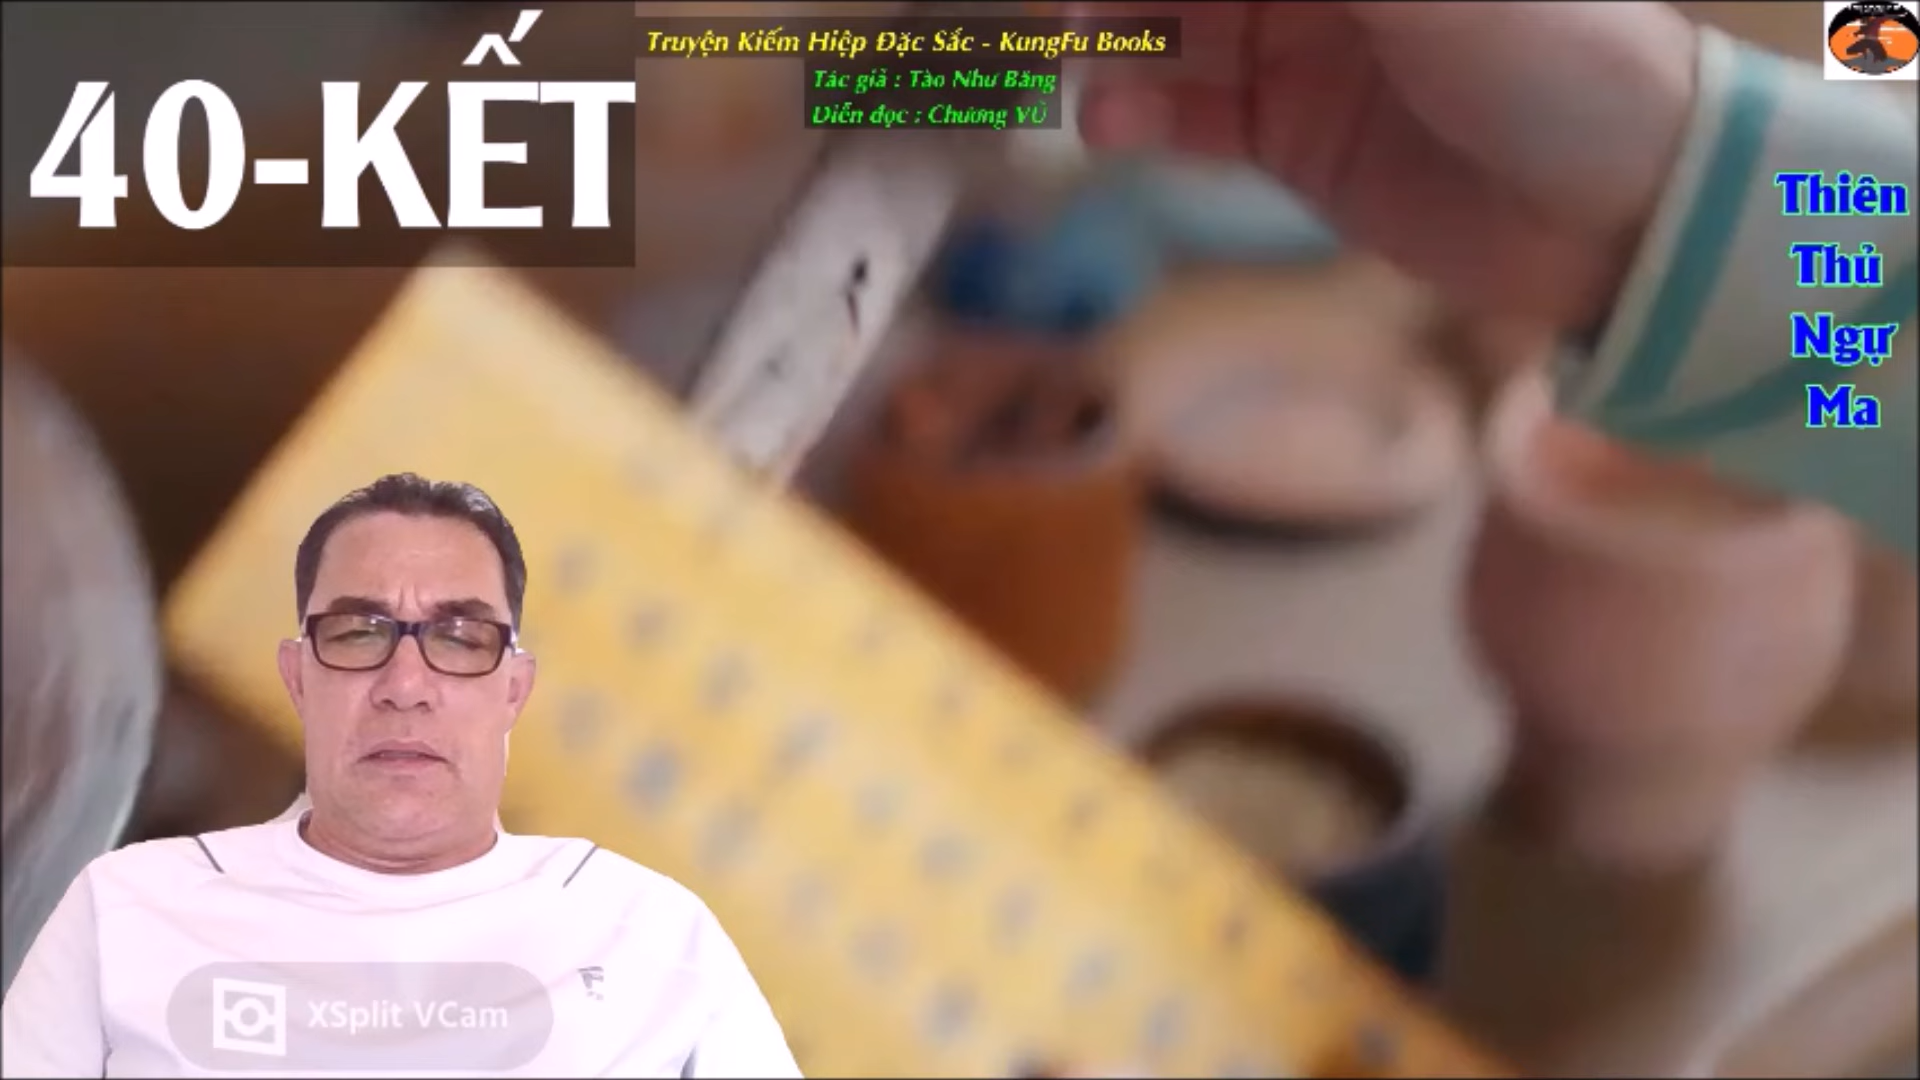 40-KẾT
Truyện Kiếm Hiệp Đặc Sắc - KungFu Books
Tác giả : Tào Như Băng
Diễn đọc : Chương VŨ
Thiên
Thủ
Ngự
Ma
XSplit VCam